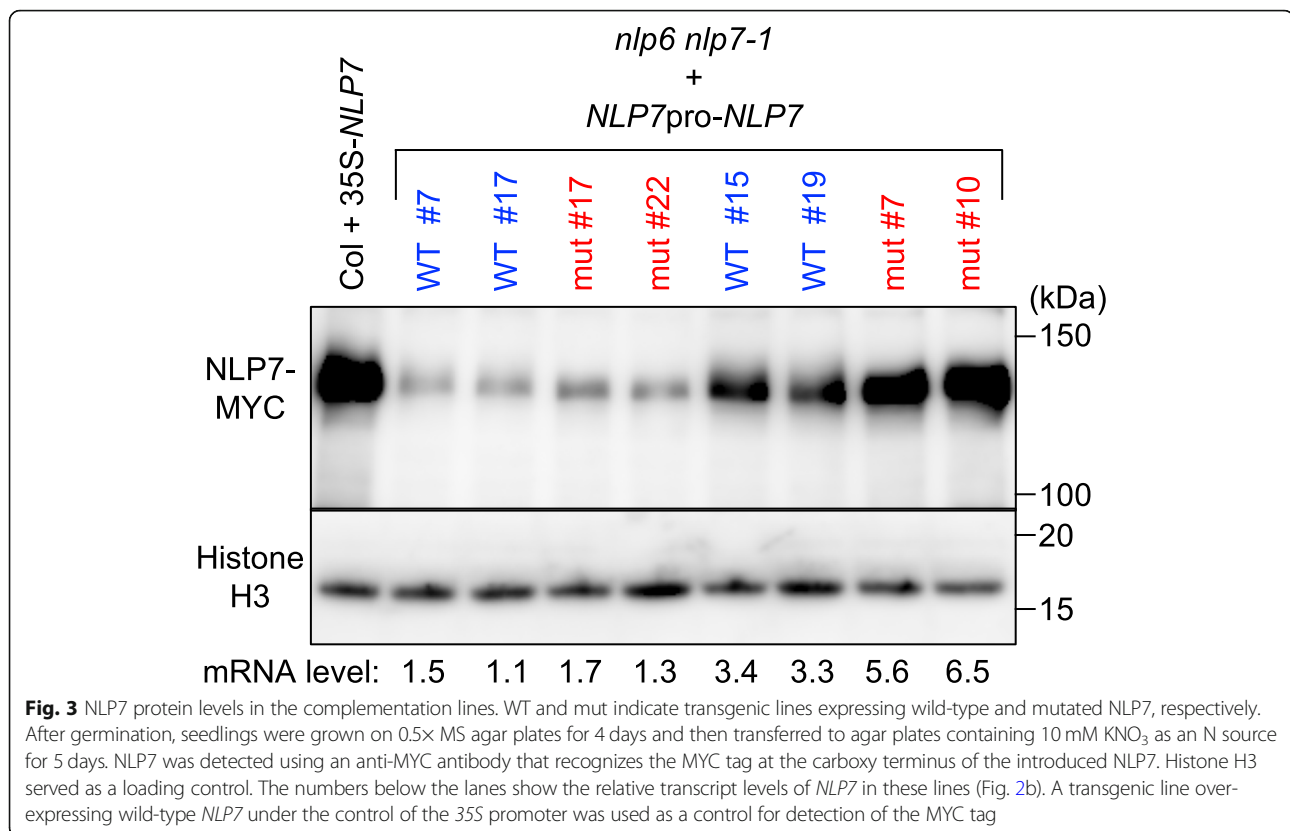 nlp6 nlp7-1
+
NLP7pro-NLP7
Col + 35S-NLP7
WT #7
WT #17
mut #17
mut #22
WT #15
WT #19
mut #7
mut #10
(kDa)
150
NLP7-
MYC
100
20
Histone
H3
15
mRNA level: 1.5 1.1 1.7 1.3 3.4 3.3 5.6 6.5
Fig. 3 NLP7 protein levels in the complementation lines. WT and mut indicate transgenic lines expressing wild-type and mutated NLP7, respectively.
After germination, seedlings were grown on 0.5× MS agar plates for 4 days and then transferred to agar plates containing 10 mM KNO₃ as an N source
for 5 days. NLP7 was detected using an anti-MYC antibody that recognizes the MYC tag at the carboxy terminus of the introduced NLP7. Histone H3
served as a loading control. The numbers below the lanes show the relative transcript levels of NLP7 in these lines (Fig. 2b). A transgenic line over-
expressing wild-type NLP7 under the control of the 35S promoter was used as a control for detection of the MYC tag